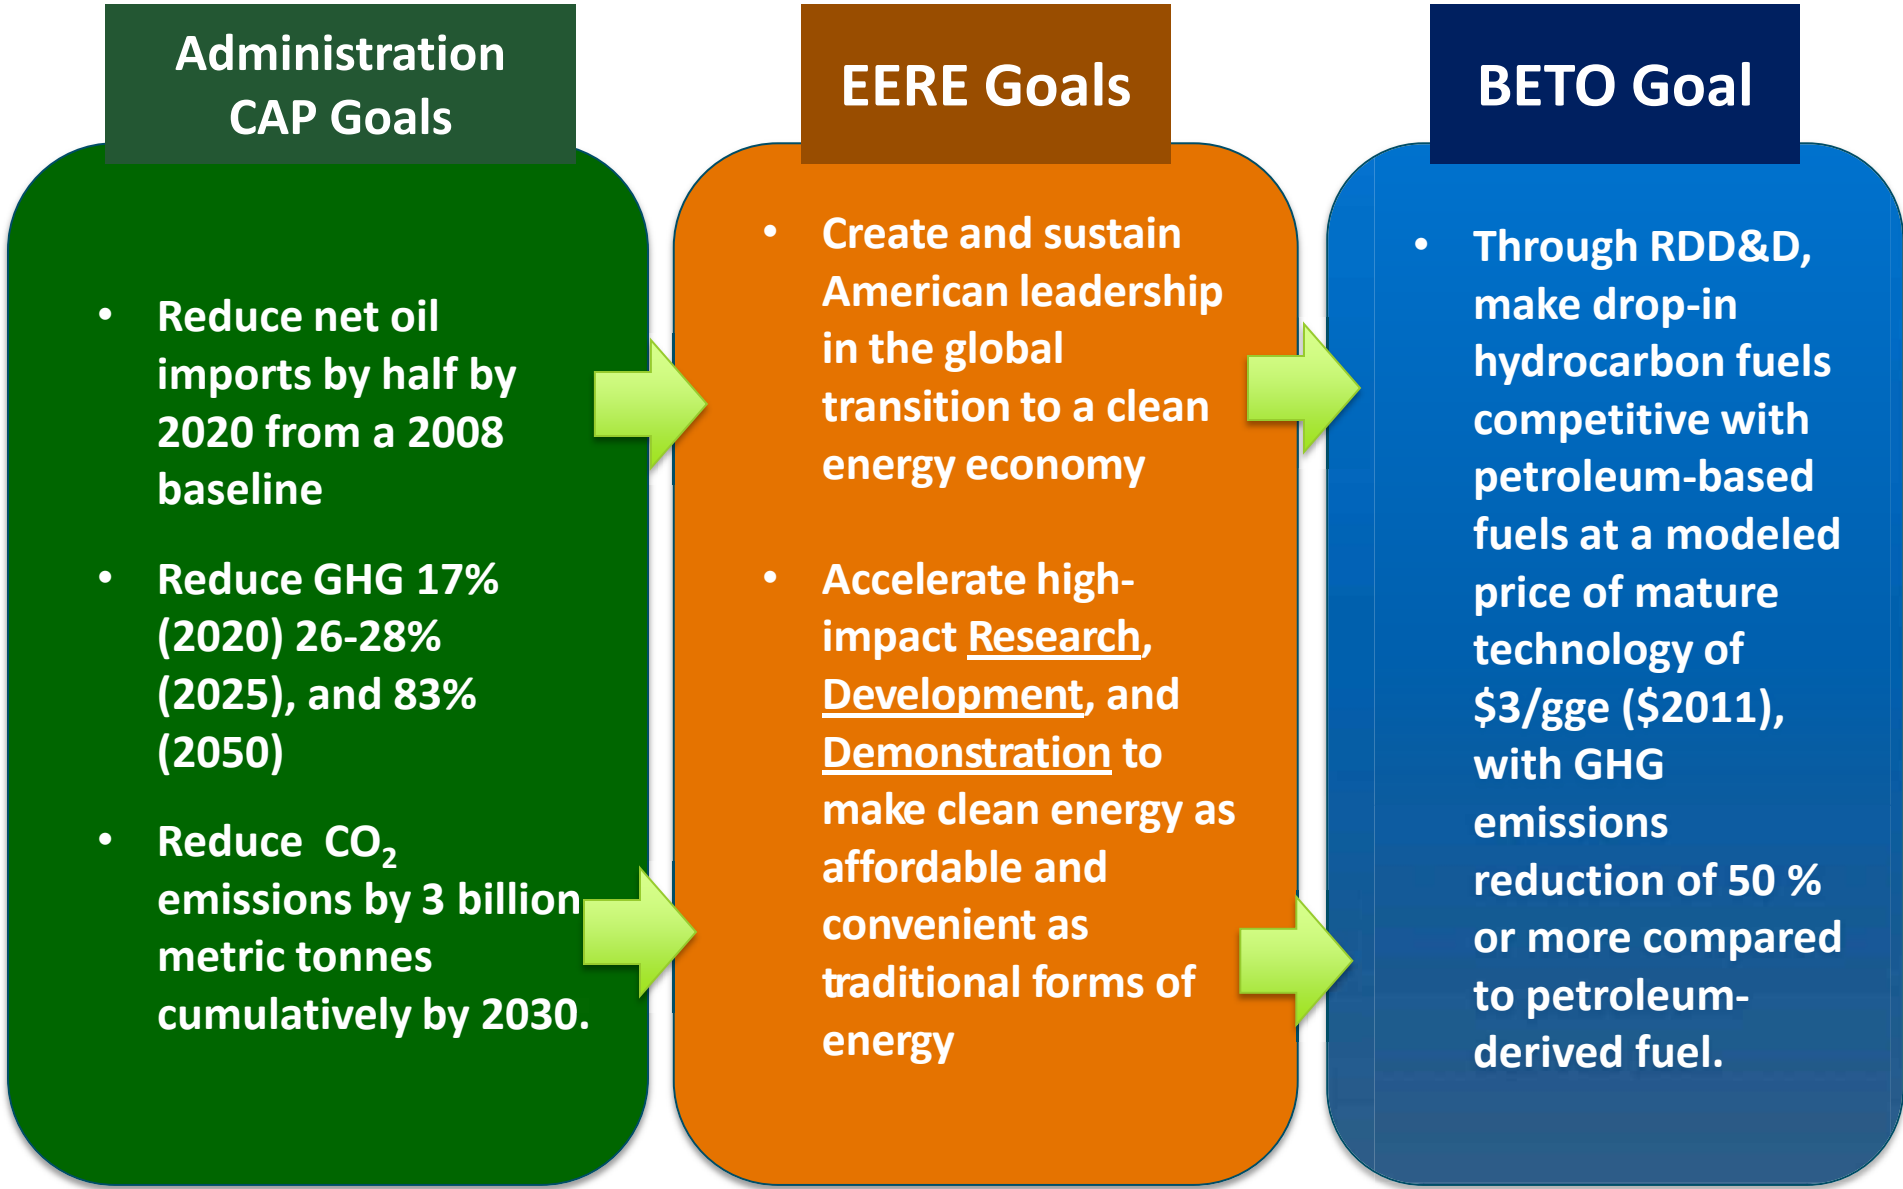 Administration
CAP Goals
• Reduce net oil
imports by half by
2020 from a 2008
baseline
• Reduce GHG 17%
(2020) 26-28%
(2025), and 83%
(2050)
• Reduce CO₂
emissions by 3 billion
metric tonnes
cumulatively by 2030.
EERE Goals
• Create and sustain
American leadership
in the global
transition to a clean
energy economy
• Accelerate high-
impact Research,
Development, and
Demonstration to
make clean energy as
affordable and
convenient as
traditional forms of
energy
BETO Goal
• Through RDD&D,
make drop-in
hydrocarbon fuels
competitive with
petroleum-based
fuels at a modeled
price of mature
technology of
$3/gge ($2011),
with GHG
emissions
reduction of 50 %
or more compared
to petroleum-
derived fuel.